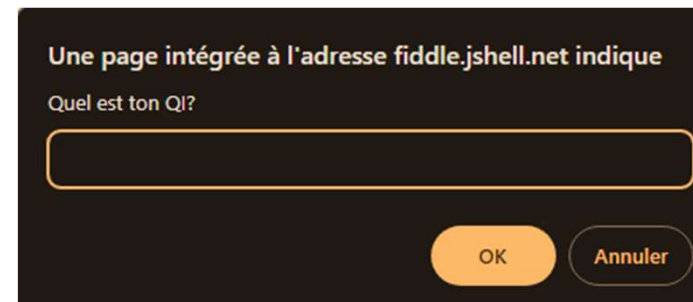 Une page intégrée à l'adresse fiddle.jshell.net indique
Quel est ton QI?
OK
Annuler